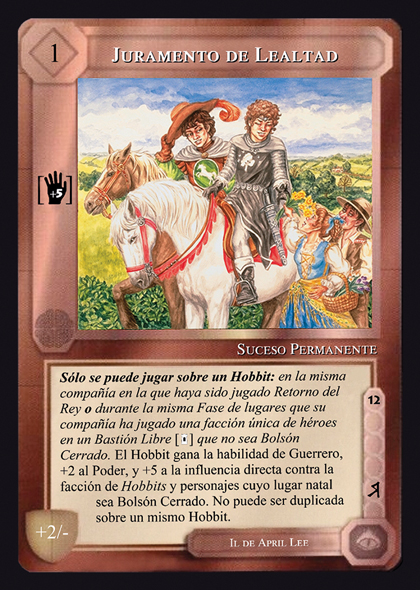 1
Juramento de Lealtad
[+5]
Suceso Permanente
Sólo se puede jugar sobre un Hobbit: en la misma
compañía en la que haya sido jugado Retorno del
Rey o durante la misma Fase de lugares que su
compañía ha jugado una facción única de héroes
en un Bastión Libre [] que no sea Bolsón
Cerrado. El Hobbit gana la habilidad de Guerrero,
+2 al Poder, y +5 a la influencia directa contra la
facción de Hobbits y personajes cuyo lugar natal
sea Bolsón Cerrado. No puede ser duplicada
sobre un mismo Hobbit.
12
+2/-
Il de April Lee